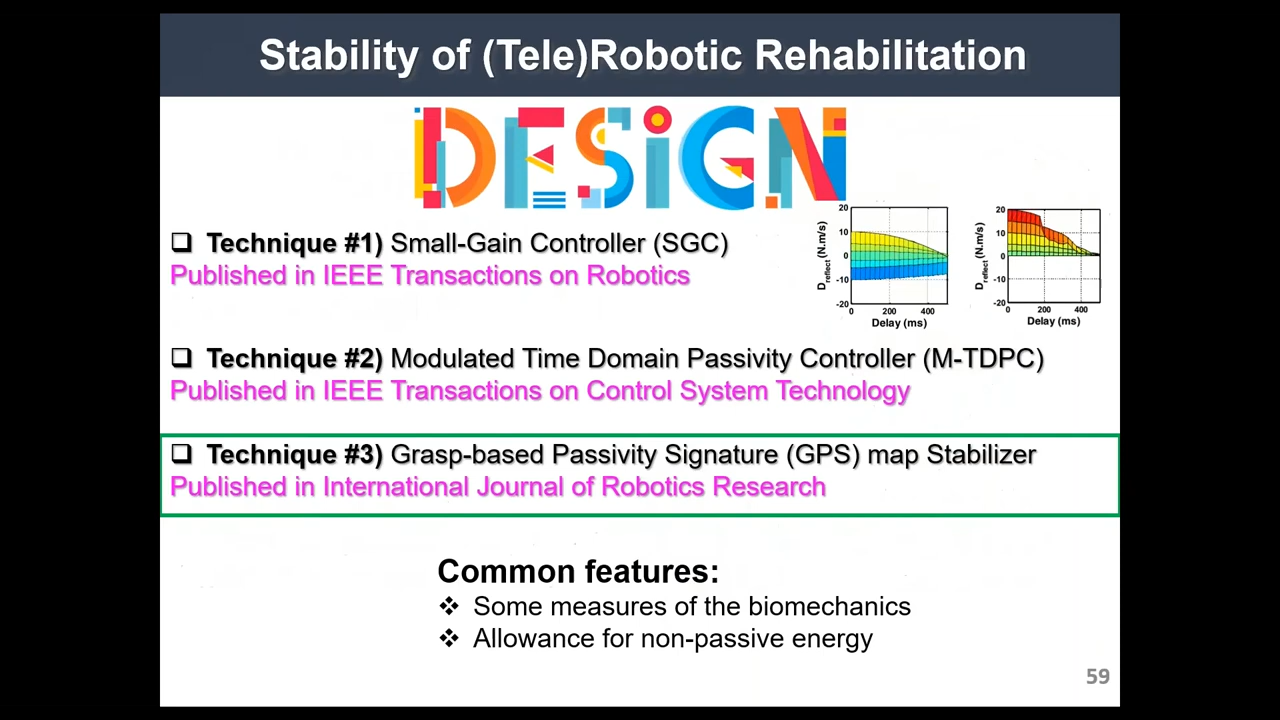 Stability of (Tele)Robotic Rehabilitation
DESiGN
❑ Technique #1) Small-Gain Controller (SGC)
Published in IEEE Transactions on Robotics
20
10
0
-10
-20
D_reflect (N.m/s)
0 200 400
Delay (ms)
20
10
0
-10
-20
D_reflect (N.m/s)
0 200 400
Delay (ms)
❑ Technique #2) Modulated Time Domain Passivity Controller (M-TDPC)
Published in IEEE Transactions on Control System Technology
❑ Technique #3) Grasp-based Passivity Signature (GPS) map Stabilizer
Published in International Journal of Robotics Research
Common features:
❖ Some measures of the biomechanics
❖ Allowance for non-passive energy
59